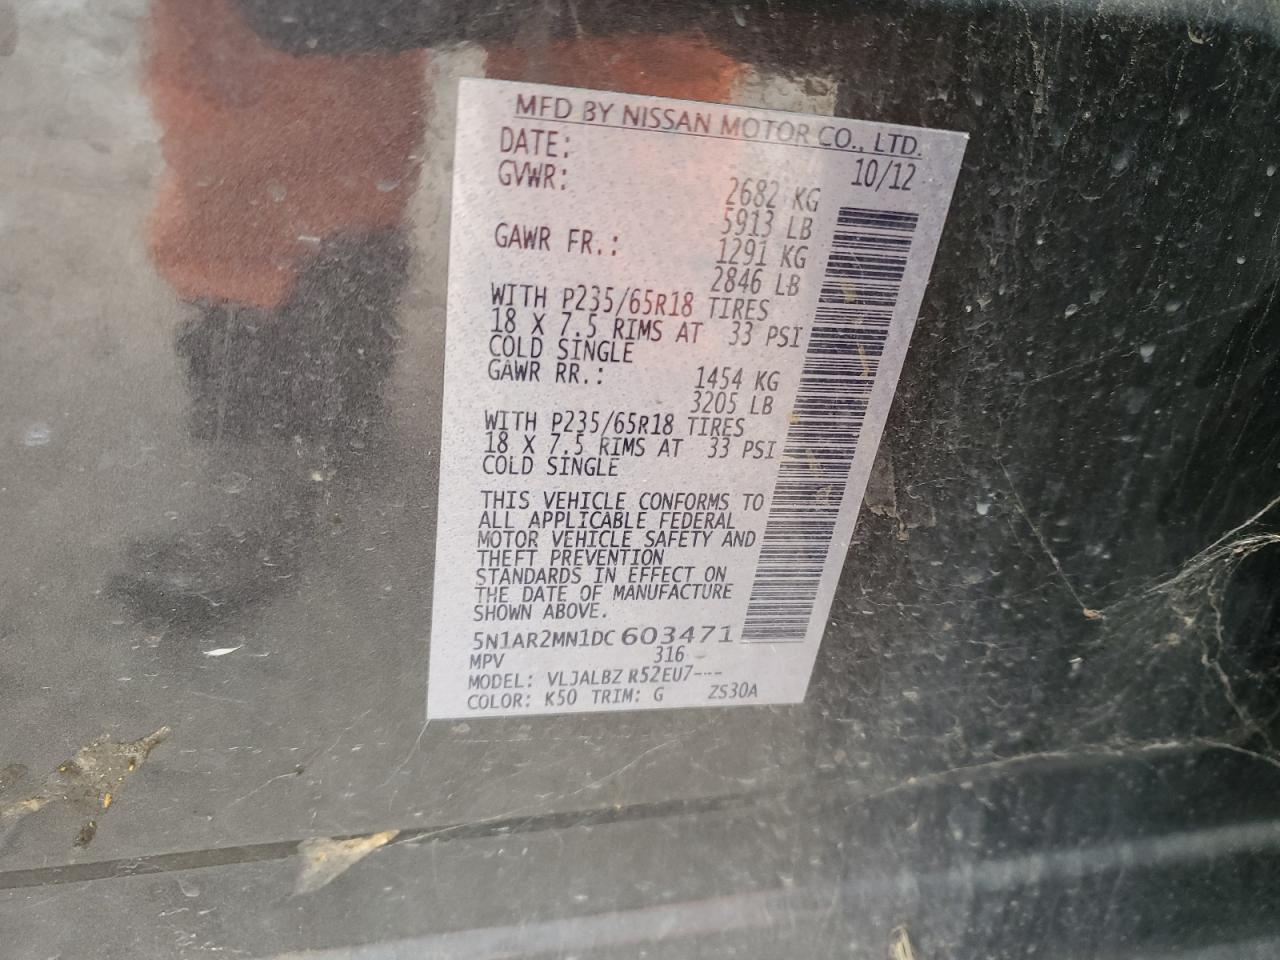 MFD BY NISSAN MOTOR CO., LTD.
DATE: 10/12
GVWR: 2682 KG
5913 LB
GAWR FR.: 1291 KG
2846 LB
WITH P235/65R18 TIRES
18 X 7.5 RIMS AT 33 PSI
COLD SINGLE
GAWR RR.: 1454 KG
3205 LB
WITH P235/65R18 TIRES
18 X 7.5 RIMS AT 33 PSI
COLD SINGLE
THIS VEHICLE CONFORMS TO
ALL APPLICABLE FEDERAL
MOTOR VEHICLE SAFETY AND
THEFT PREVENTION
STANDARDS IN EFFECT ON
THE DATE OF MANUFACTURE
SHOWN ABOVE.
5N1AR2MN1DC603471
MPV 316
MODEL: VLJALBZ R52EU7----
COLOR: K50 TRIM: G ZS30A